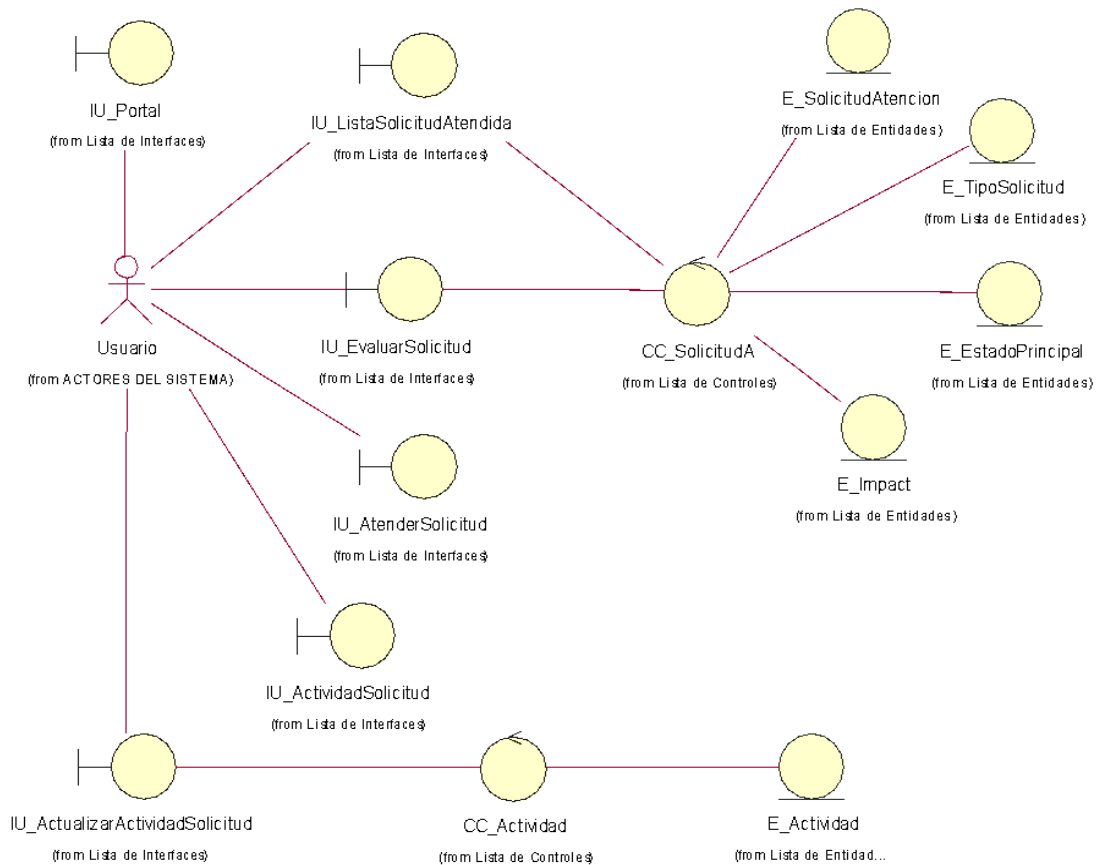 IU_Portal
(from Lista de Interfaces)
IU_ListaSolicitudAtendida
(from Lista de Interfaces)
E_SolicitudAtencion
(from Lista de Entidades)
E_TipoSolicitud
(from Lista de Entidades)
Usuario
(from ACTORES DEL SISTEMA)
IU_EvaluarSolicitud
(from Lista de Interfaces)
CC_SolicitudA
(from Lista de Controles)
E_EstadoPrincipal
(from Lista de Entidades)
E_Impact
(from Lista de Entidades)
IU_AtenderSolicitud
(from Lista de Interfaces)
IU_ActividadSolicitud
(from Lista de Interfaces)
IU_ActualizarActividadSolicitud
(from Lista de Interfaces)
CC_Actividad
(from Lista de Controles)
E_Actividad
(from Lista de Entidad...